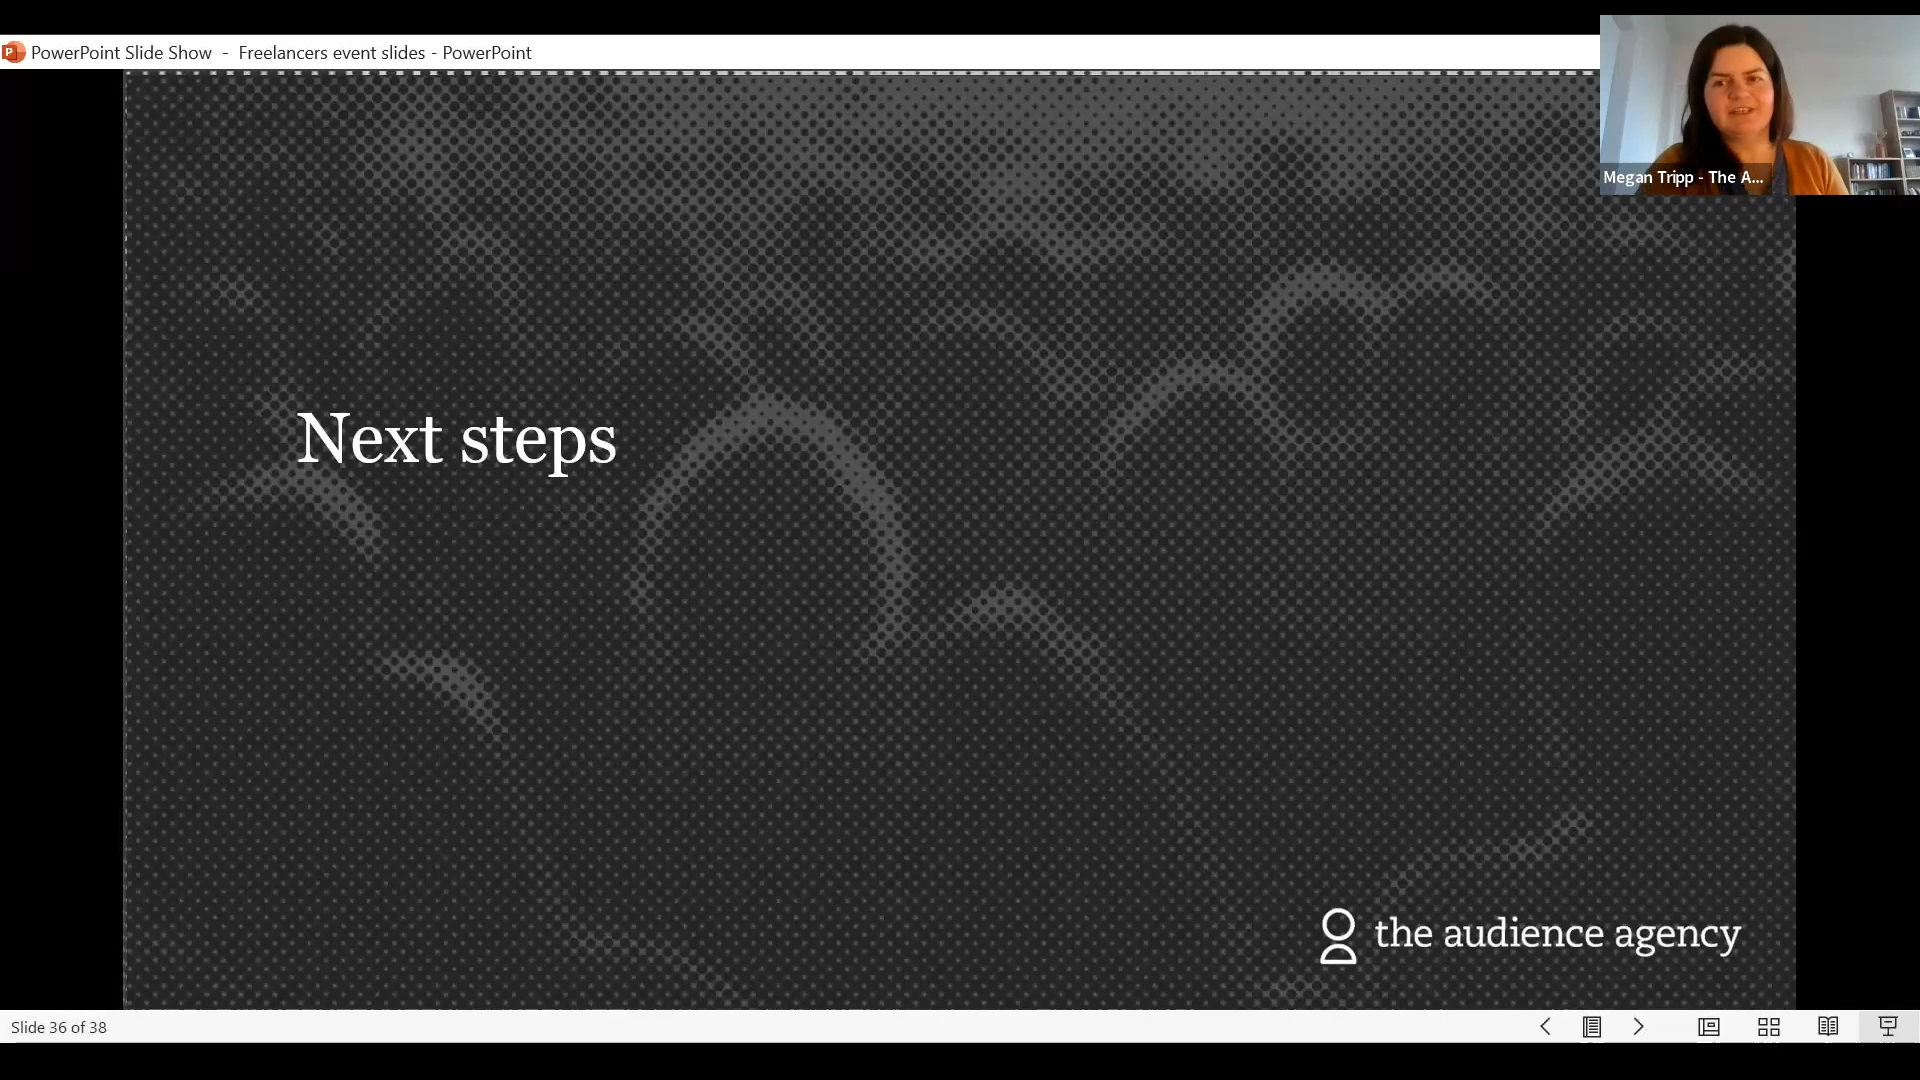 PowerPoint Slide Show - Freelancers event slides - PowerPoint
Megan Tripp - The A...
Next steps
the audience agency
Slide 36 of 38